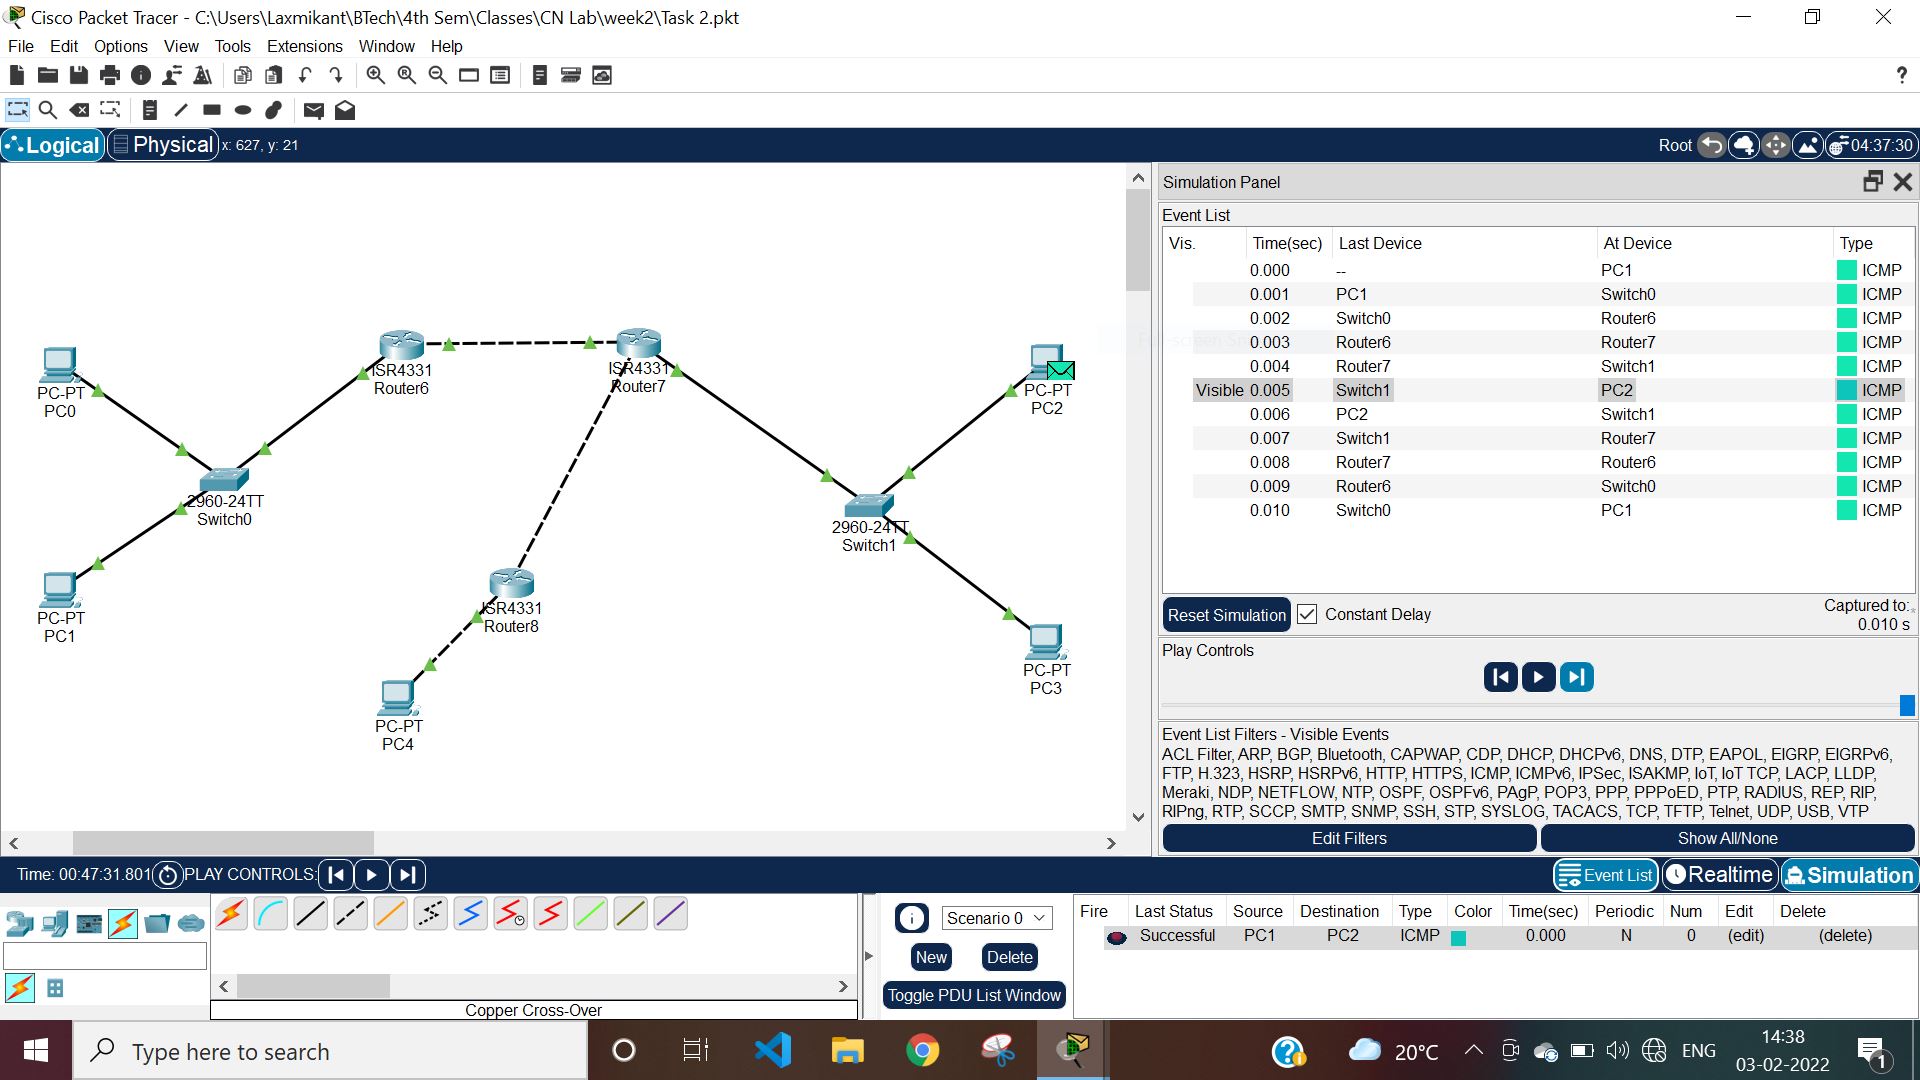 Cisco Packet Tracer - C:\Users\Laxmikant\BTech\4th Sem\Classes\CN Lab\week2\Task 2.pkt
File Edit Options View Tools Extensions Window Help
?
Logical Physical x: 627, y: 21 Root 04:37:30
Simulation Panel
Event List
Vis. Time(sec) Last Device At Device Type
0.000 -- PC1 ICMP
0.001 PC1 Switch0 ICMP
0.002 Switch0 Router6 ICMP
0.003 Router6 Router7 ICMP
0.004 Router7 Switch1 ICMP
Visible 0.005 Switch1 PC2 ICMP
0.006 PC2 Switch1 ICMP
0.007 Switch1 Router7 ICMP
0.008 Router7 Router6 ICMP
0.009 Router6 Switch0 ICMP
0.010 Switch0 PC1 ICMP
Reset Simulation Constant Delay
Captured to:
0.010 s
Play Controls
Event List Filters - Visible Events
ACL Filter, ARP, BGP, Bluetooth, CAPWAP, CDP, DHCP, DHCPv6, DNS, DTP, EAPOL, EIGRP, EIGRPv6,
FTP, H.323, HSRP, HSRPv6, HTTP, HTTPS, ICMP, ICMPv6, IPSec, ISAKMP, IoT, IoT TCP, LACP, LLDP,
Meraki, NDP, NETFLOW, NTP, OSPF, OSPFv6, PAgP, POP3, PPP, PPPoED, PTP, RADIUS, REP, RIP,
RIPng, RTP, SCCP, SMTP, SNMP, SSH, STP, SYSLOG, TACACS, TCP, TFTP, Telnet, UDP, USB, VTP
Edit Filters Show All/None
PC-PT
PC0
ISR4331
Router6
ISR4331
Router7
PC-PT
PC2
2960-24TT
Switch0
2960-24TT
Switch1
PC-PT
PC1
ISR4331
Router8
PC-PT
PC3
PC-PT
PC4
Time: 00:47:31.801 PLAY CONTROLS: Event List Realtime Simulation
Scenario 0
New Delete
Toggle PDU List Window
Fire Last Status Source Destination Type Color Time(sec) Periodic Num Edit Delete
Successful PC1 PC2 ICMP 0.000 N 0 (edit) (delete)
Copper Cross-Over
Type here to search
20°C ENG
14:38
03-02-2022
1